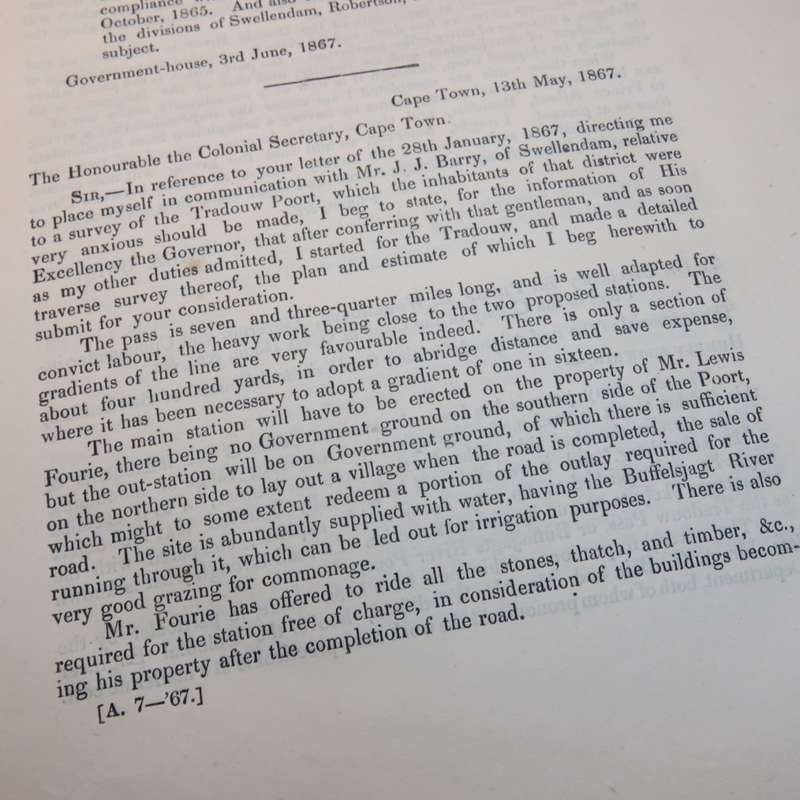 compliance
October, 1865. And also
the divisions of Swellendam, Robertson,
subject.
Government-house, 3rd June, 1867.
Cape Town, 13th May, 1867.
The Honourable the Colonial Secretary, Cape Town.
SIR,—In reference to your letter of the 28th January, 1867, directing me
to place myself in communication with Mr. J. J. Barry, of Swellendam, relative
to a survey of the Tradouw Poort, which the inhabitants of that district were
very anxious should be made, I beg to state, for the information of His
Excellency the Governor, that after conferring with that gentleman, and as soon
as my other duties admitted, I started for the Tradouw, and made a detailed
traverse survey thereof, the plan and estimate of which I beg herewith to
submit for your consideration.
The pass is seven and three-quarter miles long, and is well adapted for
convict labour, the heavy work being close to the two proposed stations. The
gradients of the line are very favourable indeed. There is only a section of
about four hundred yards, in order to abridge distance and save expense,
where it has been necessary to adopt a gradient of one in sixteen.
The main station will have to be erected on the property of Mr. Lewis
Fourie, there being no Government ground on the southern side of the Poort,
but the out-station will be on Government ground, of which there is sufficient
on the northern side to lay out a village when the road is completed, the sale of
which might to some extent redeem a portion of the outlay required for the
road. The site is abundantly supplied with water, having the Buffelsjagt River
running through it, which can be led out for irrigation purposes. There is also
very good grazing for commonage.
Mr. Fourie has offered to ride all the stones, thatch, and timber, &c.,
required for the station free of charge, in consideration of the buildings becom-
ing his property after the completion of the road.
[A. 7—'67.]